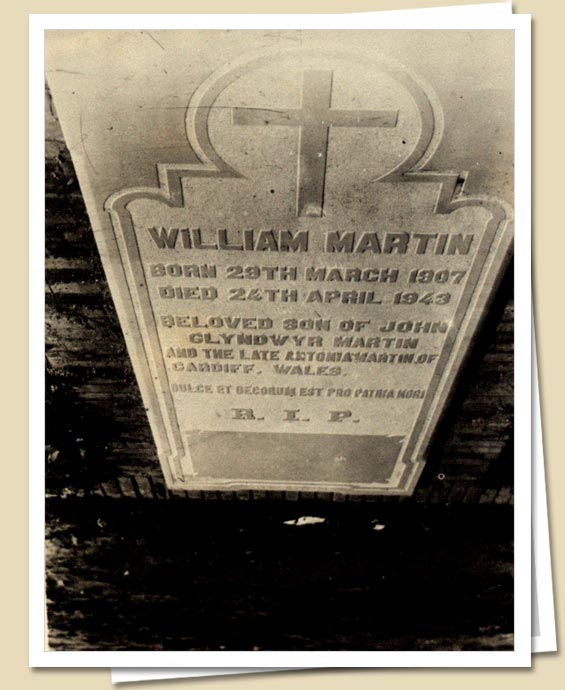 WILLIAM MARTIN
BORN 29TH MARCH 1907
DIED 24TH APRIL 1943
BELOVED SON OF JOHN
GLYNDWYR MARTIN
AND THE LATE ANTONIA MARTIN, OF
CARDIFF, WALES.
DULCE ET DECORUM EST PRO PATRIA MORI
R. I. P.